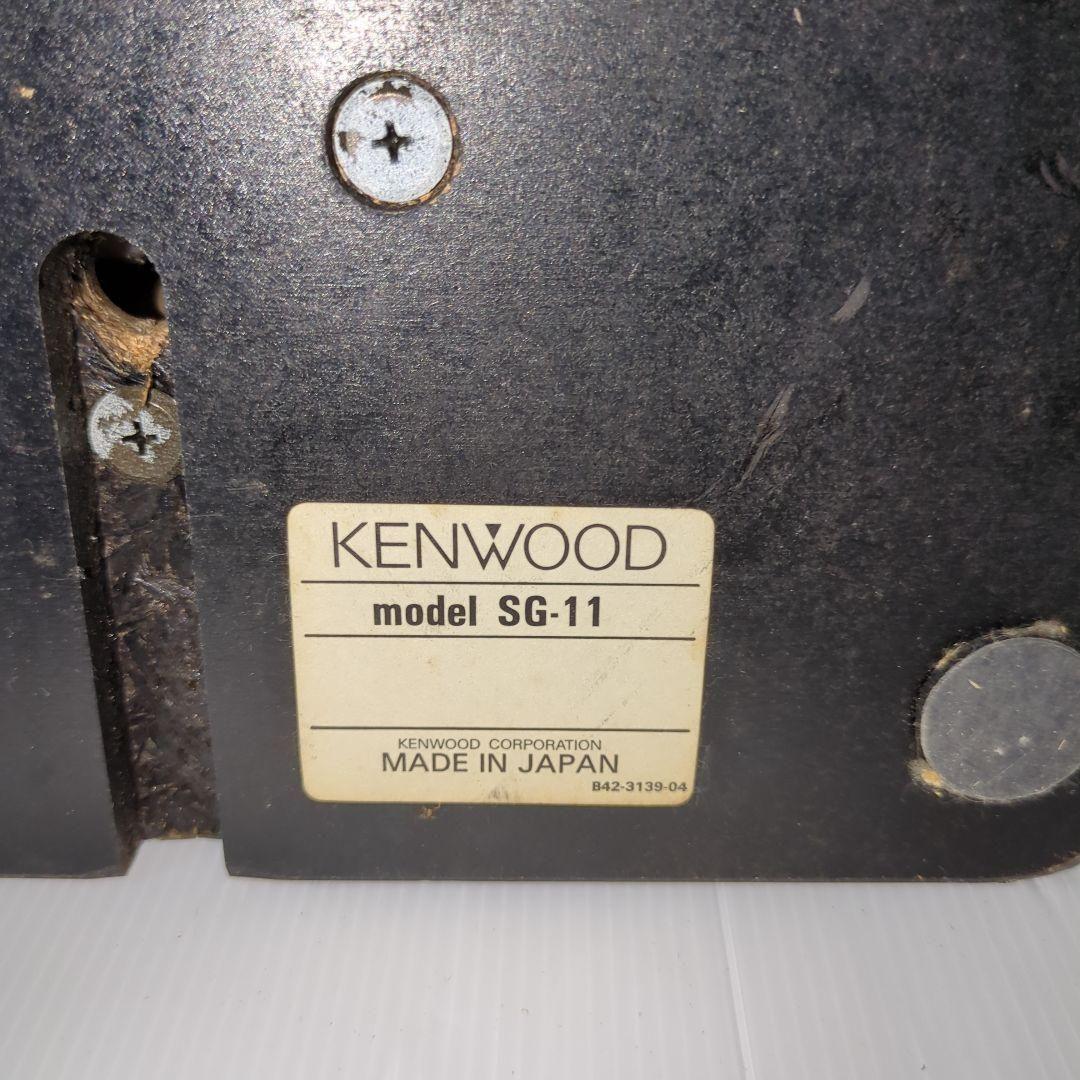 KENWOOD
model SG-11
KENWOOD CORPORATION
MADE IN JAPAN
B42-3139-04